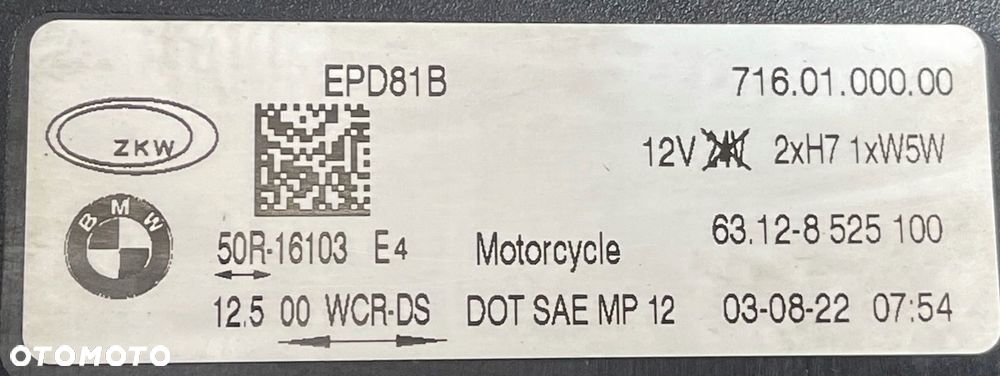 EPD81B 716.01.000.00
ZKW
12V 2xH7 1xW5W
BMW
50R-16103 E4 Motorcycle 63.12-8 525 100
12.5 00 WCR-DS DOT SAE MP 12 03-08-22 07:54
OTOMOTO